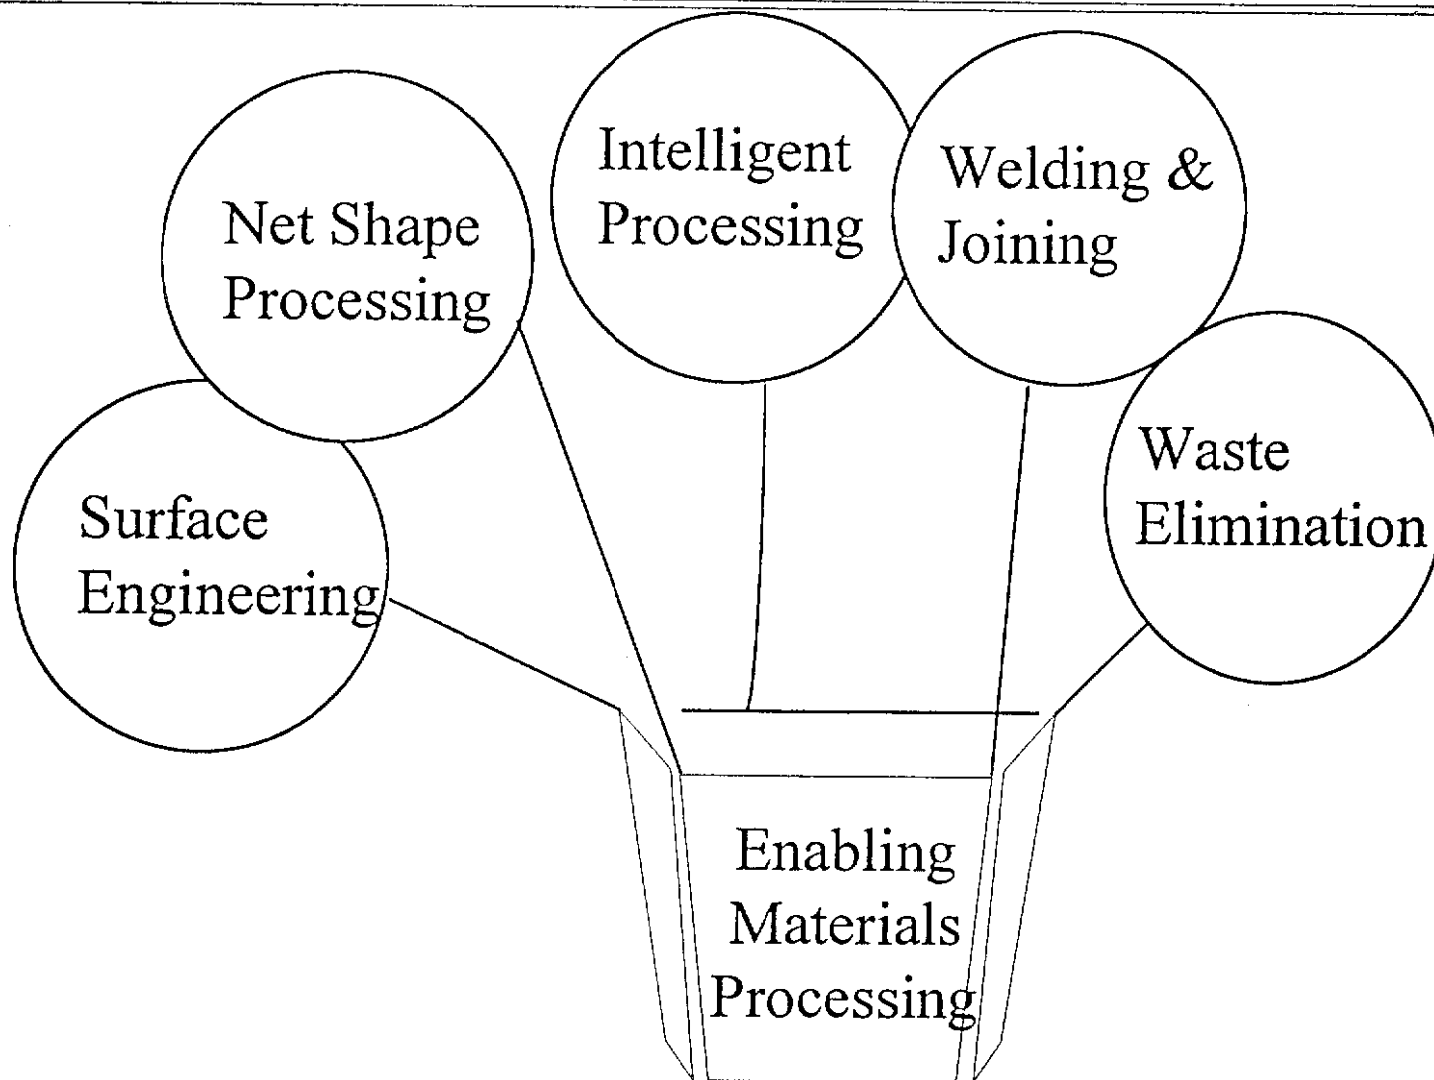 Intelligent
Processing
Welding &
Joining
Net Shape
Processing
Waste
Elimination
Surface
Engineering
Enabling
Materials
Processing